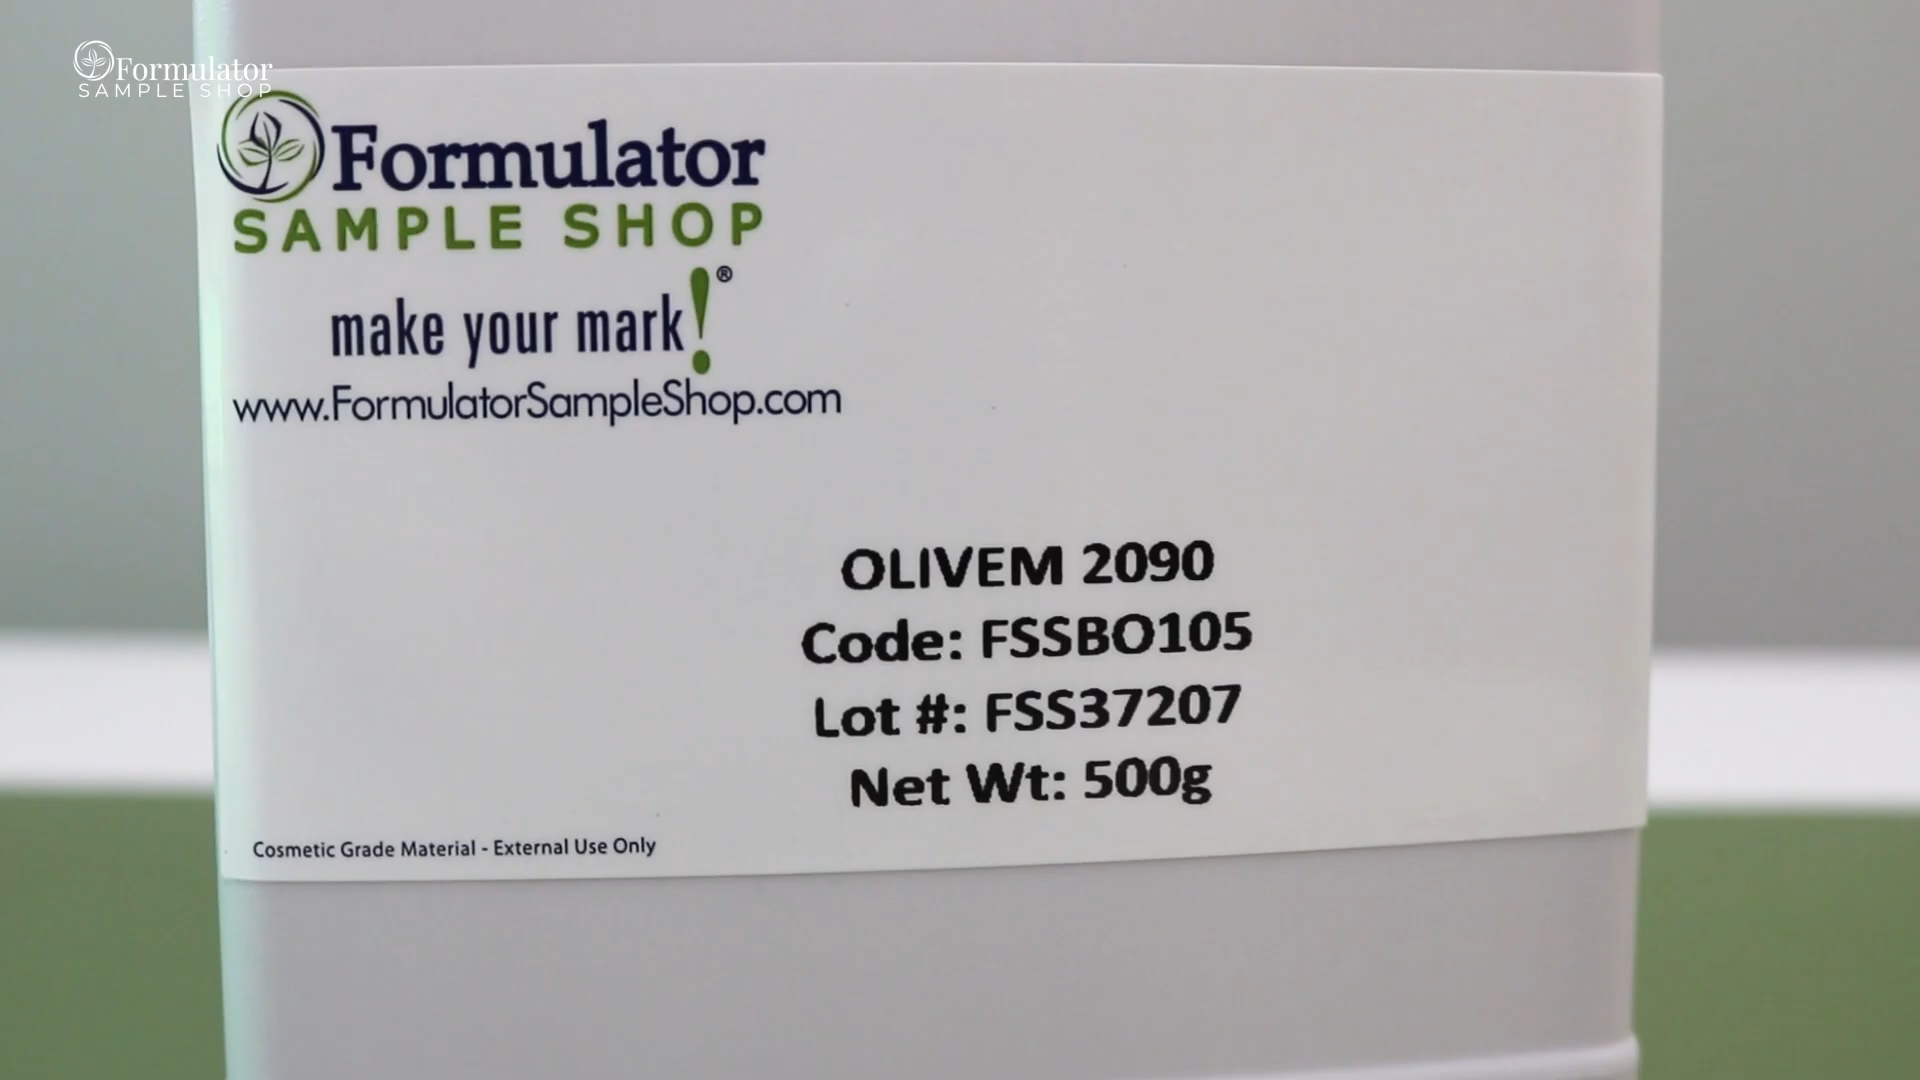 Formulator
SAMPLE SHOP
Formulator
SAMPLE SHOP
make your mark!®
www.FormulatorSampleShop.com
OLIVEM 2090
Code: FSSBO105
Lot #: FSS37207
Net Wt: 500g
Cosmetic Grade Material - External Use Only